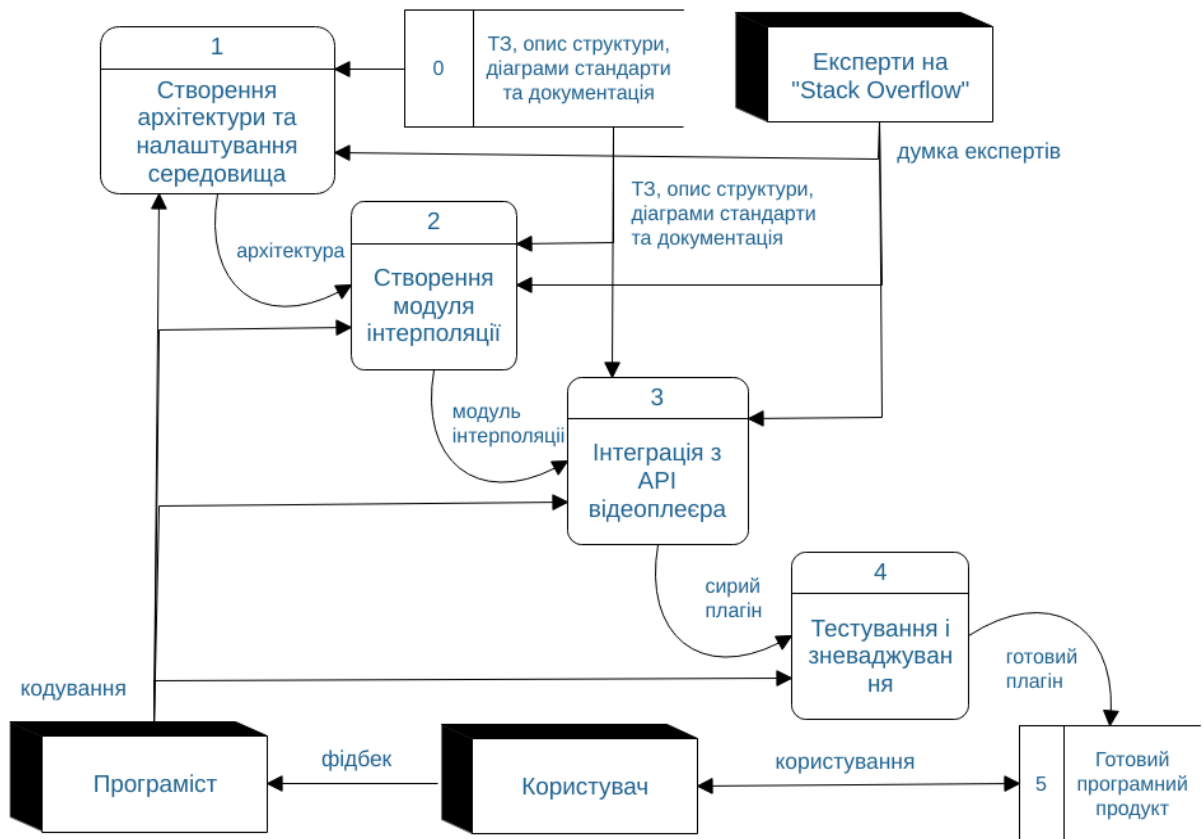 1
Створення
архітектури та
налаштування
середовища
0
ТЗ, опис структури,
діаграми стандарти
та документація
Експерти на
"Stack Overflow"
думка експертів
ТЗ, опис структури,
діаграми стандарти
та документація
архітектура
2
Створення
модуля
інтерполяції
модуль
інтерполяціі
3
Інтеграція з
API
відеоплеєра
сирий
плагін
4
Тестування і
зневаджуван
ня
готовий
плагін
кодування
Програміст
фідбек
Користувач
користування
5
Готовий
програмний
продукт